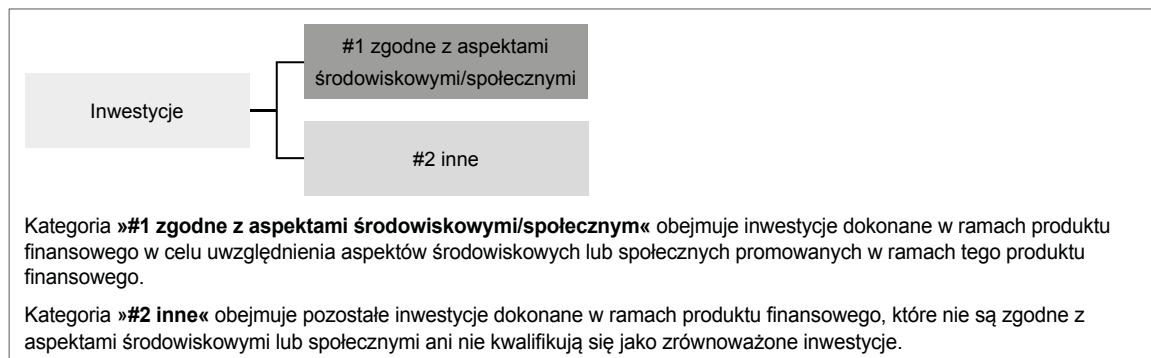 #1 zgodne z aspektami
środowiskowymi/społecznymi
Inwestycje
#2 inne
Kategoria »#1 zgodne z aspektami środowiskowymi/społecznym« obejmuje inwestycje dokonane w ramach produktu
finansowego w celu uwzględnienia aspektów środowiskowych lub społecznych promowanych w ramach tego produktu
finansowego.
Kategoria »#2 inne« obejmuje pozostałe inwestycje dokonane w ramach produktu finansowego, które nie są zgodne z
aspektami środowiskowymi lub społecznymi ani nie kwalifikują się jako zrównoważone inwestycje.